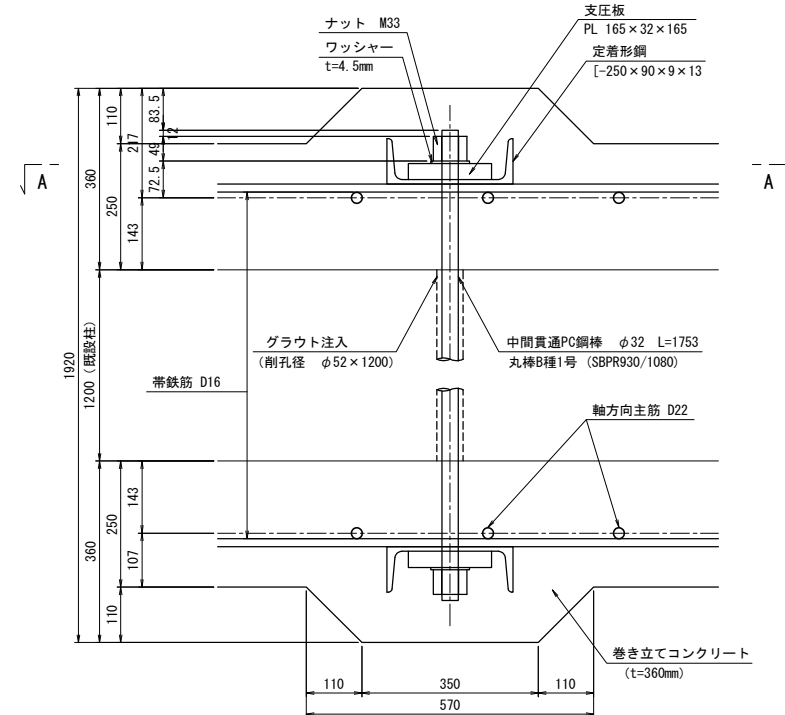 支圧板
PL 165×32×165
ナット M33
ワッシャー
t=4.5mm
定着形鋼
[-250×90×9×13
110
83.5
12
217
49
72.5
360
250
143
A
A
1920
1200 (既設柱)
グラウト注入
(削孔径 φ52×1200)
中間貫通PC鋼棒 φ32 L=1753
丸棒B種1号 (SBPR930/1080)
帯鉄筋 D16
軸方向主筋 D22
143
250
360
107
110
巻き立てコンクリート
(t=360mm)
110
350
110
570